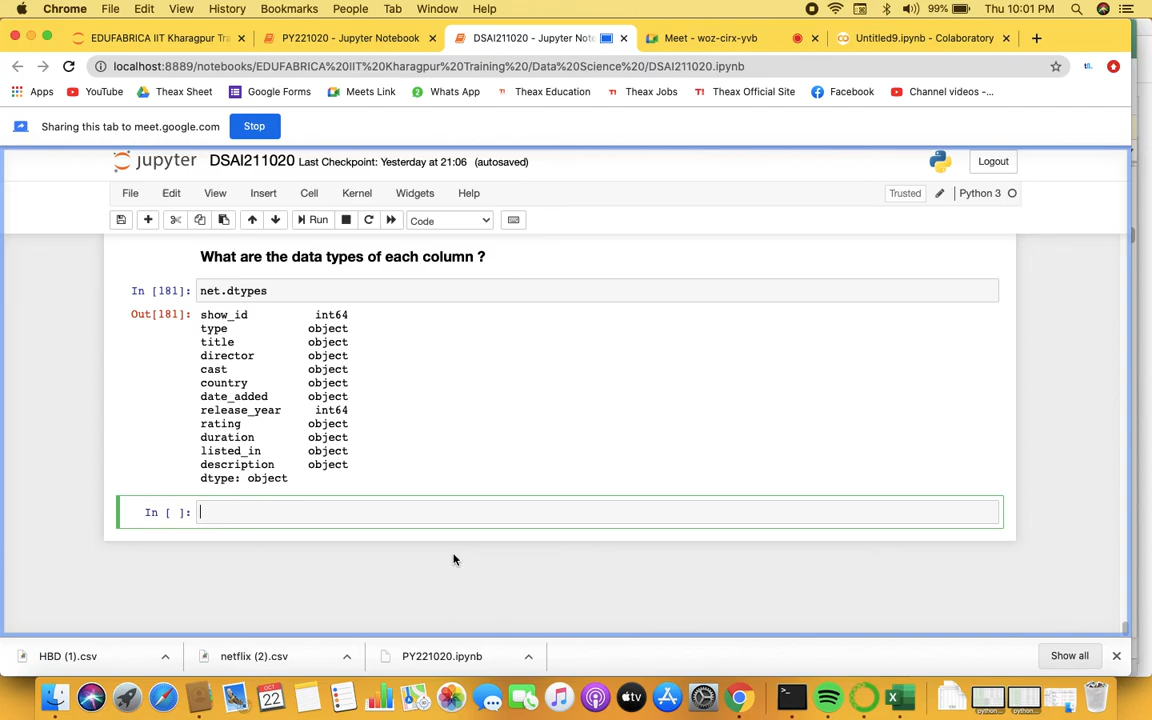 Chrome File Edit View History Bookmarks People Tab Window Help 99% Thu 10:01 PM
EDUFABRICA IIT Kharagpur Tra PY221020 - Jupyter Notebook DSAI211020 - Jupyter Note Meet - woz-cirx-yvb Untitled9.ipynb - Colaboratory
localhost:8889/notebooks/EDUFABRICA%20IIT%20Kharagpur%20Training%20/Data%20Science%20/DSAI211020.ipynb
Apps YouTube Theax Sheet Google Forms Meets Link Whats App Theax Education Theax Jobs Theax Official Site Facebook Channel videos -...
Sharing this tab to meet.google.com Stop
jupyter DSAI211020 Last Checkpoint: Yesterday at 21:06 (autosaved) Logout
File Edit View Insert Cell Kernel Widgets Help Trusted Python 3
Run Code
What are the data types of each column ?
In [181]: net.dtypes
Out[181]: show_id int64
type object
title object
director object
cast object
country object
date_added object
release_year int64
rating object
duration object
listed_in object
description object
dtype: object
In [ ]:
HBD (1).csv netflix (2).csv PY221020.ipynb Show all
OCT 22 tv